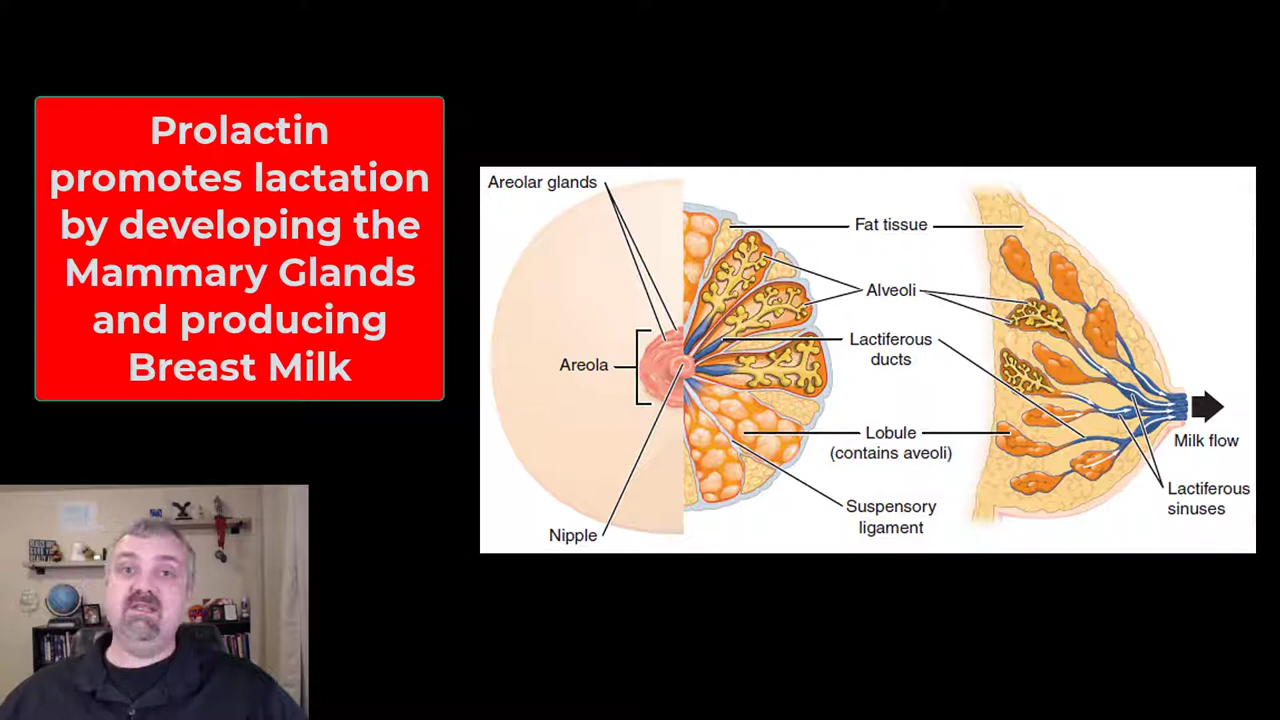 Prolactin
promotes lactation
by developing the
Mammary Glands
and producing
Breast Milk
Areolar glands
Fat tissue
Alveoli
Lactiferous
ducts
Areola
Lobule
(contains aveoli)
Milk flow
Lactiferous
sinuses
Suspensory
ligament
Nipple